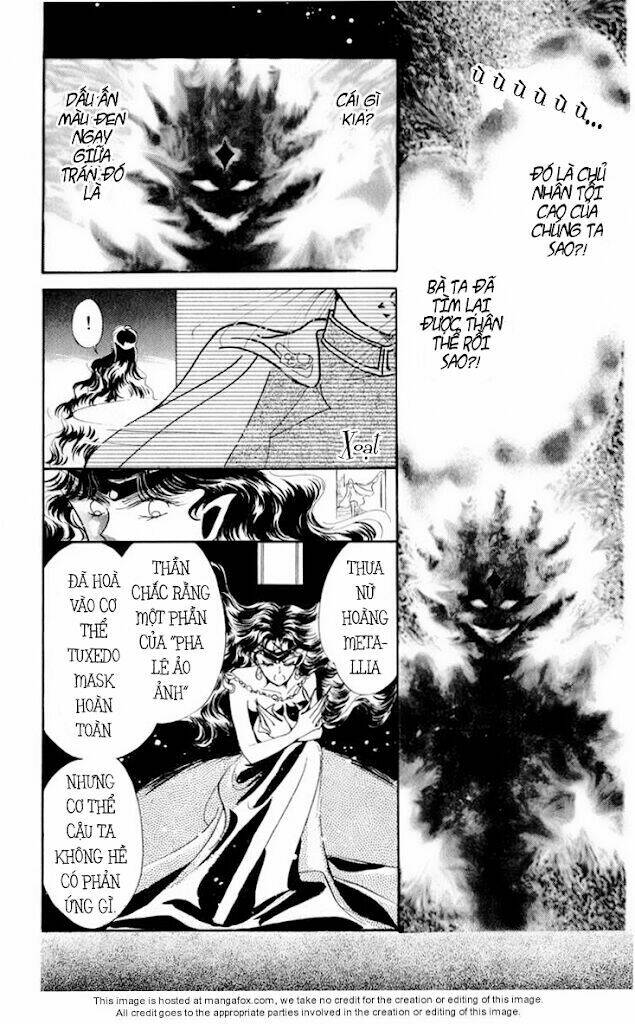 Ù Ù Ù Ù Ù Ù...
ĐÓ LÀ CHỦ
NHÂN TỐI
CAO CỦA
CHÚNG TA
SAO?!
BÀ TA ĐÃ
TÌM LẠI
ĐƯỢC THÂN
THỂ RỒI
SAO?!
CÁI GÌ
KIA?
DẤU ẤN
MÀU ĐEN
NGAY
GIỮA
TRÁN ĐÓ
LÀ
!
Xoạt
THƯA
NỮ
HOÀNG
META-
LLIA
THẦN
CHẮC RẰNG
MỘT PHẦN
CỦA "PHA
LÊ ẢO
ẢNH"
ĐÃ HOÀ
VÀO CƠ
THỂ
TUXEDO
MASK
HOÀN
TOÀN
NHƯNG
CƠ THỂ
CẬU TA
KHÔNG HỀ
CÓ PHẢN
ỨNG GÌ.
This image is hosted at mangafox.com, we take no credit for the creation or editing of this image.
All credit goes to the appropriate parties involved in the creation or editing of this image.